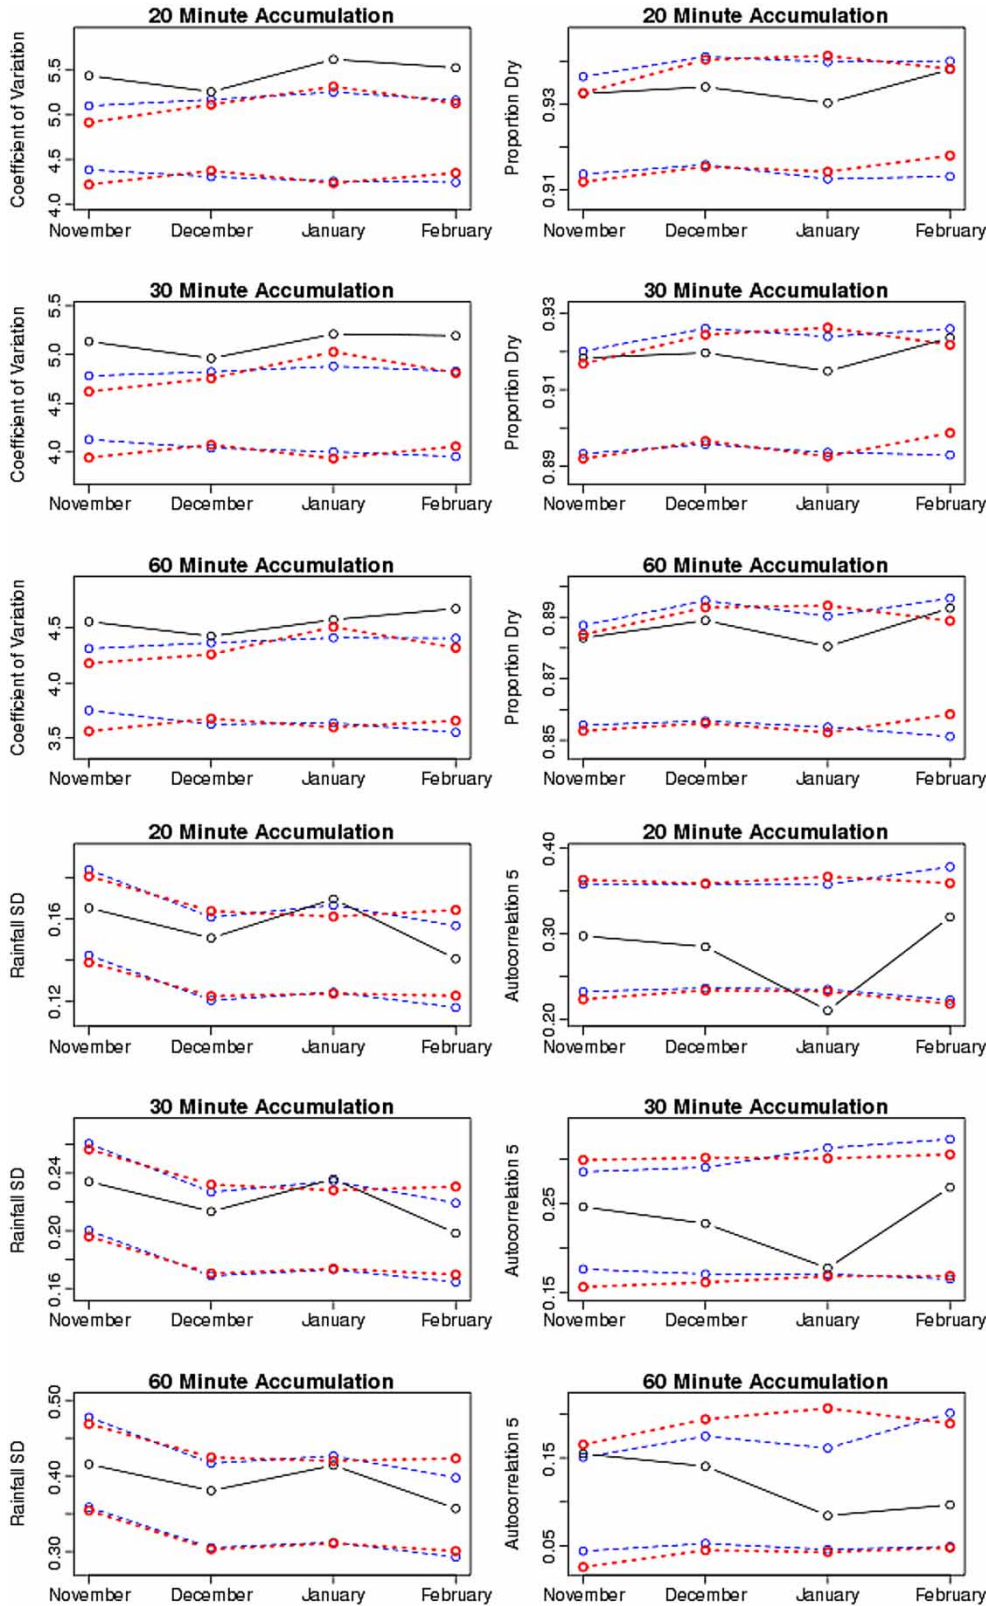 20 Minute Accumulation
Coefficient of Variation
5.5
5.0
4.5
4.0
November December January February
20 Minute Accumulation
Proportion Dry
0.93
0.91
November December January February
30 Minute Accumulation
Coefficient of Variation
5.5
5.0
4.5
4.0
November December January February
30 Minute Accumulation
Proportion Dry
0.93
0.91
0.89
November December January February
60 Minute Accumulation
Coefficient of Variation
4.5
4.0
3.5
November December January February
60 Minute Accumulation
Proportion Dry
0.89
0.87
0.85
November December January February
20 Minute Accumulation
Rainfall SD
0.16
0.12
November December January February
20 Minute Accumulation
Autocorrelation 5
0.40
0.30
0.20
November December January February
30 Minute Accumulation
Rainfall SD
0.24
0.20
0.16
November December January February
30 Minute Accumulation
Autocorrelation 5
0.25
0.15
November December January February
60 Minute Accumulation
Rainfall SD
0.50
0.40
0.30
November December January February
60 Minute Accumulation
Autocorrelation 5
0.15
0.05
November December January February